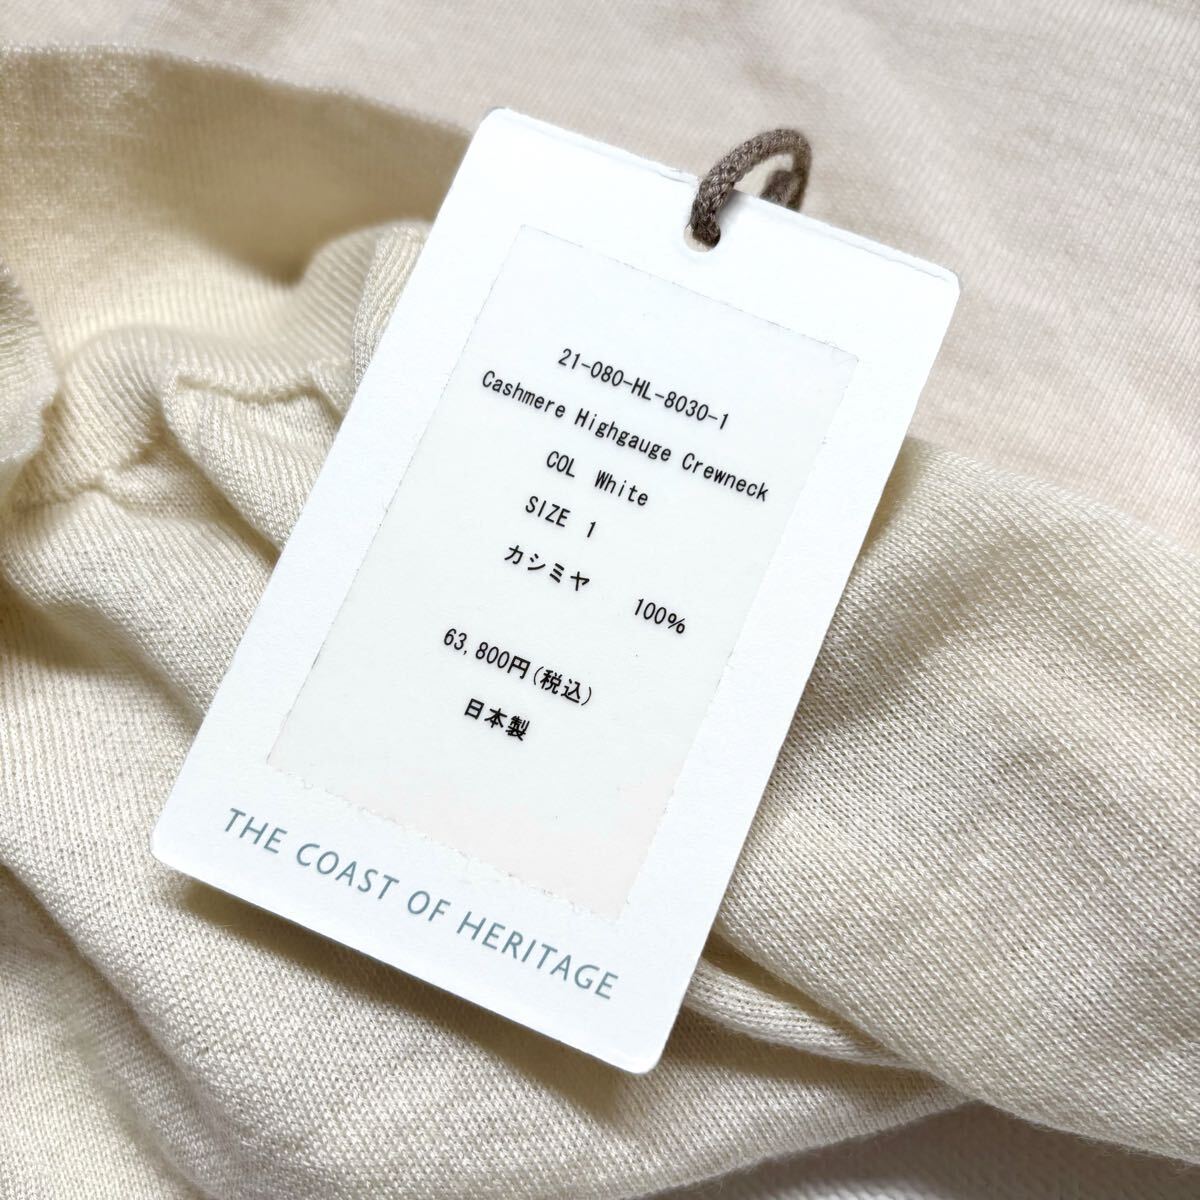 21-080-HL-8030-1
Cashmere Highgauge Crewneck
COL White
SIZE 1
カシミヤ 100%
63,800円(税込)
日本製
THE COAST OF HERITAGE